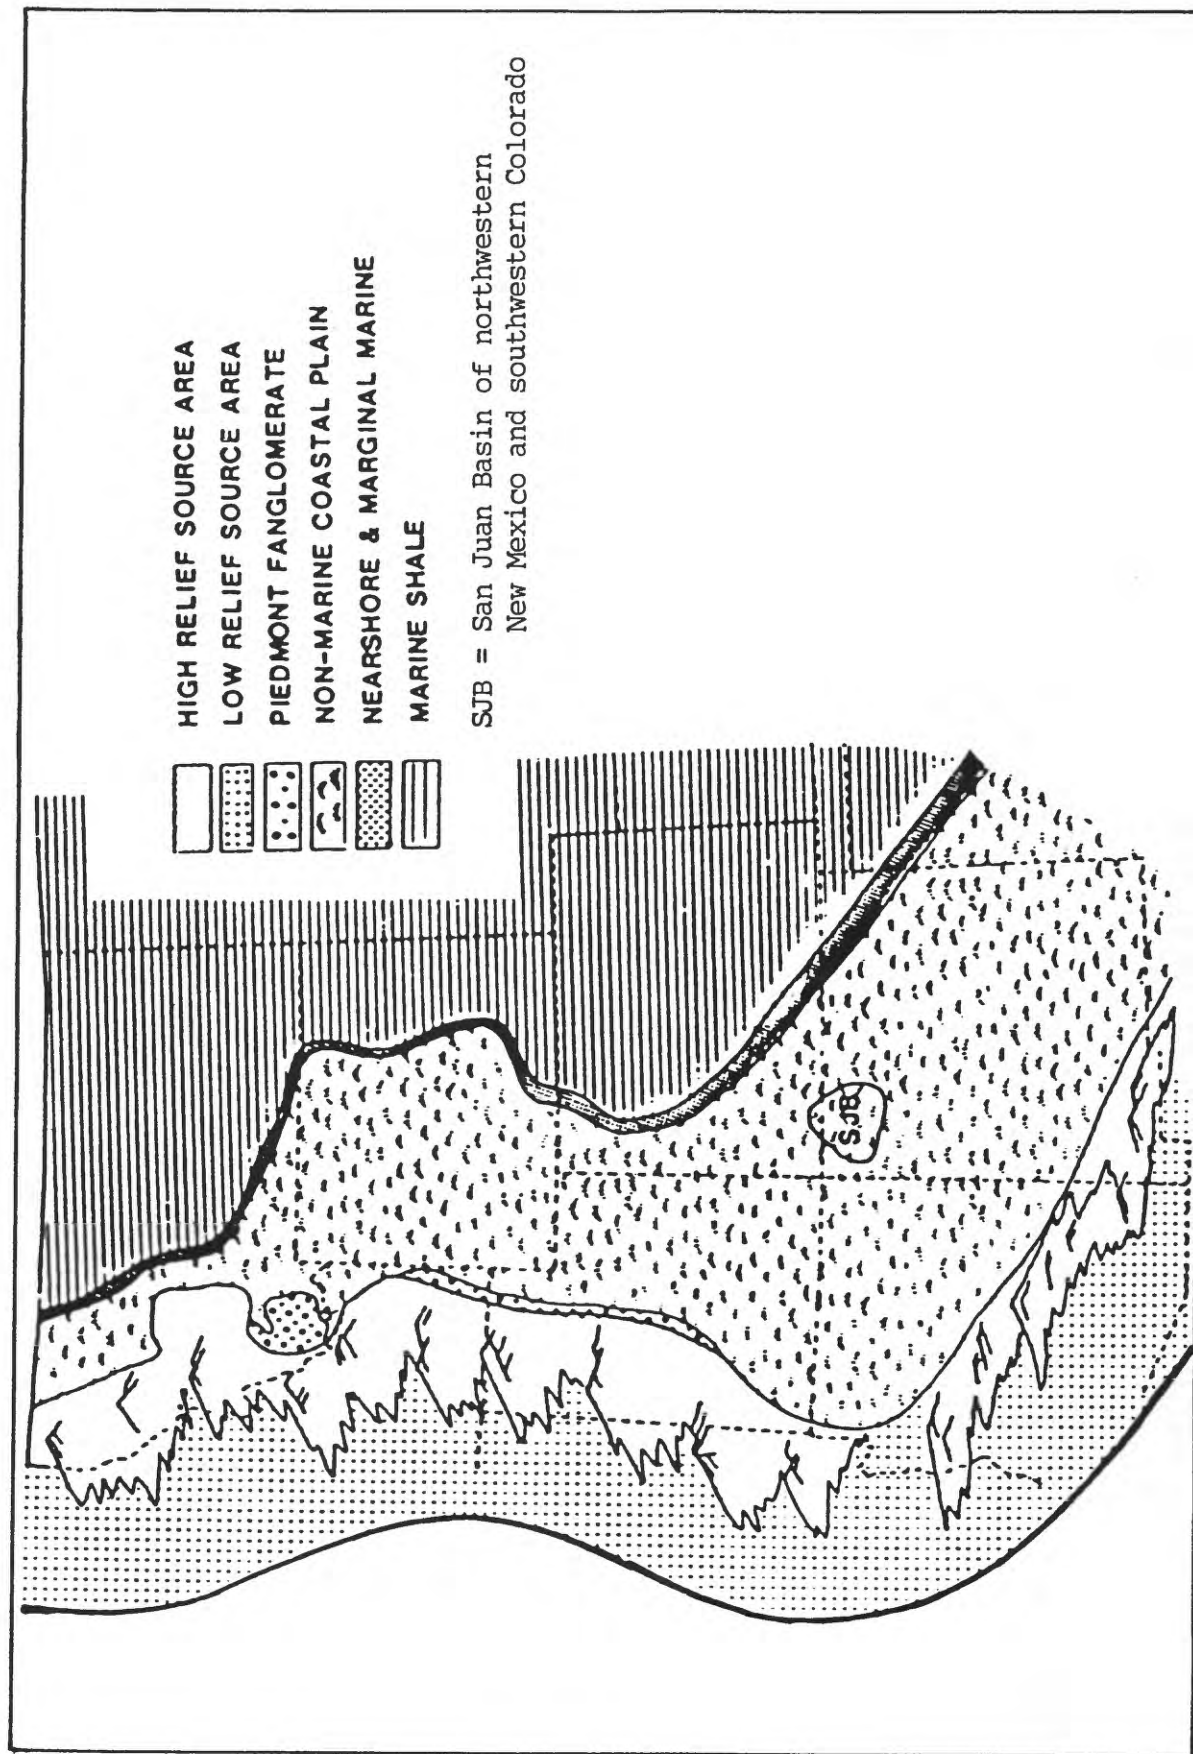 HIGH RELIEF SOURCE AREA
LOW RELIEF SOURCE AREA
PIEDMONT FANGLOMERATE
NON-MARINE COASTAL PLAIN
NEARSHORE & MARGINAL MARINE
MARINE SHALE
SJB = San Juan Basin of northwestern
New Mexico and southwestern Colorado
SJB